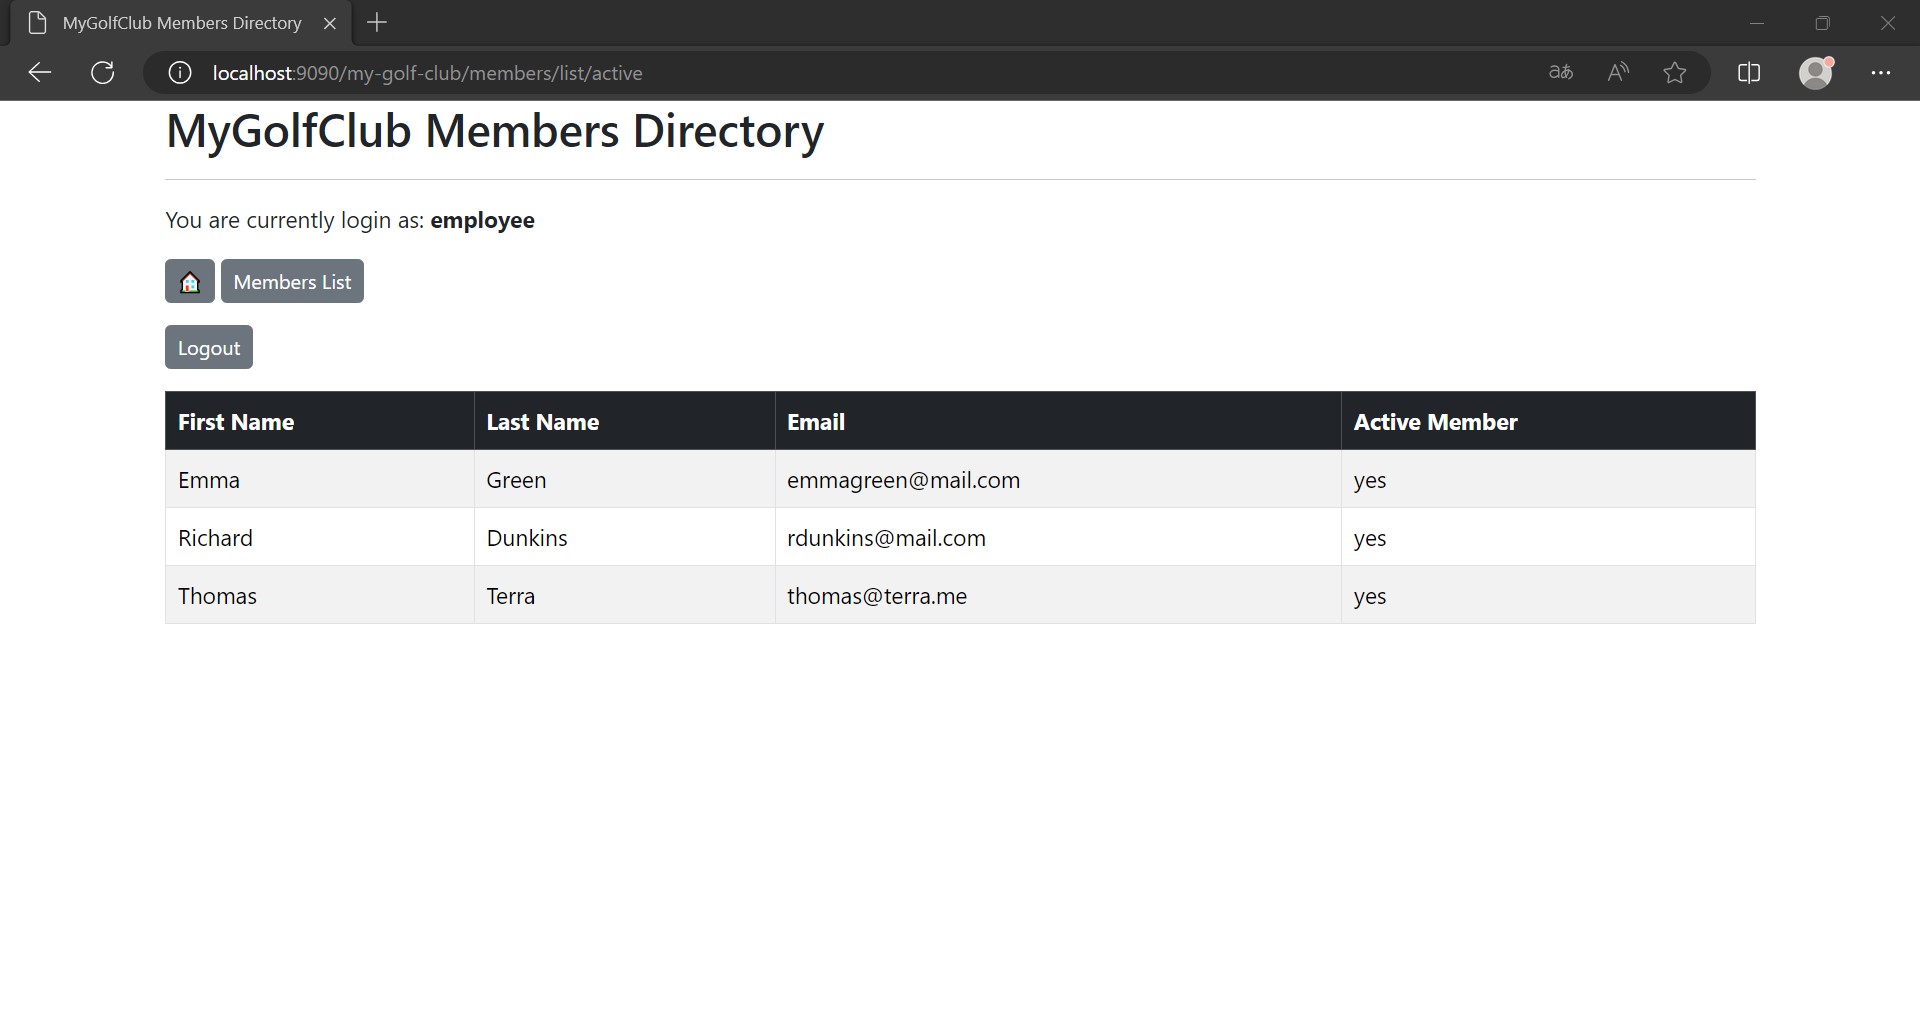 MyGolfClub Members Directory
localhost:9090/my-golf-club/members/list/active
MyGolfClub Members Directory
You are currently login as: employee
Members List
Logout
First Name Last Name Email Active Member
Emma Green emmagreen@mail.com yes
Richard Dunkins rdunkins@mail.com yes
Thomas Terra thomas@terra.me yes